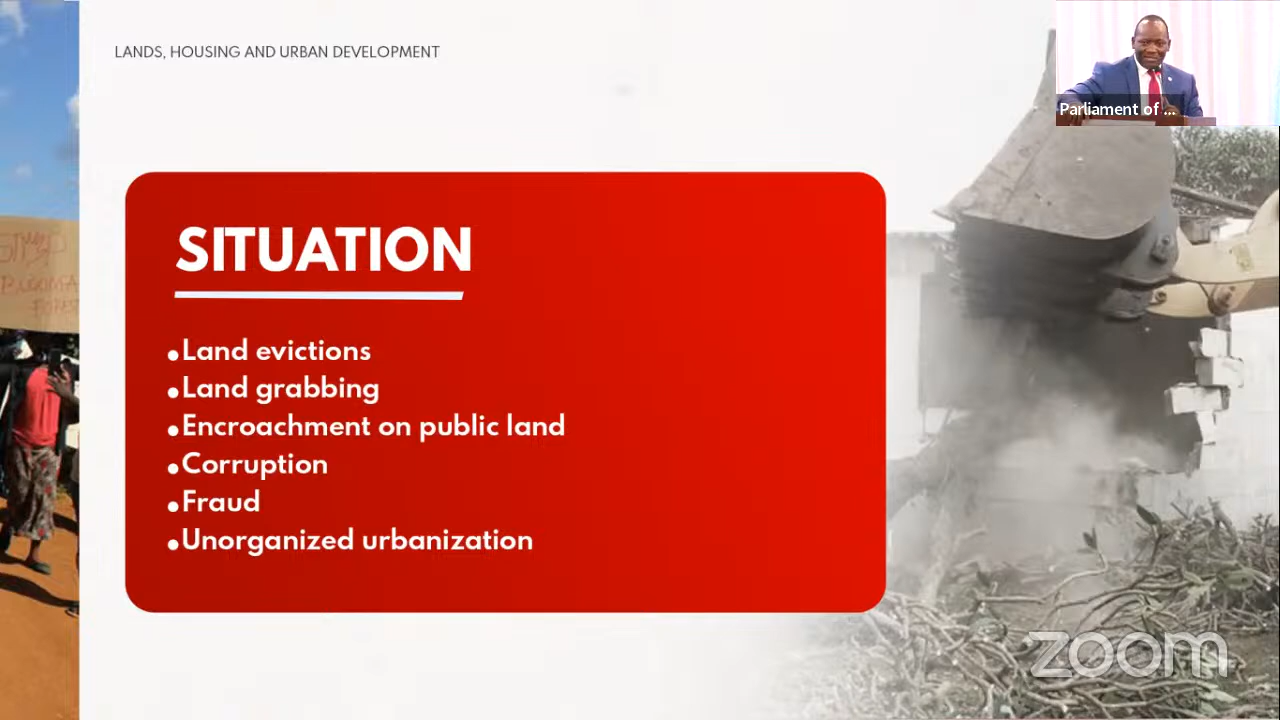 LANDS, HOUSING AND URBAN DEVELOPMENT
Parliament of ...
SITUATION
•Land evictions
•Land grabbing
•Encroachment on public land
•Corruption
•Fraud
•Unorganized urbanization
zoom